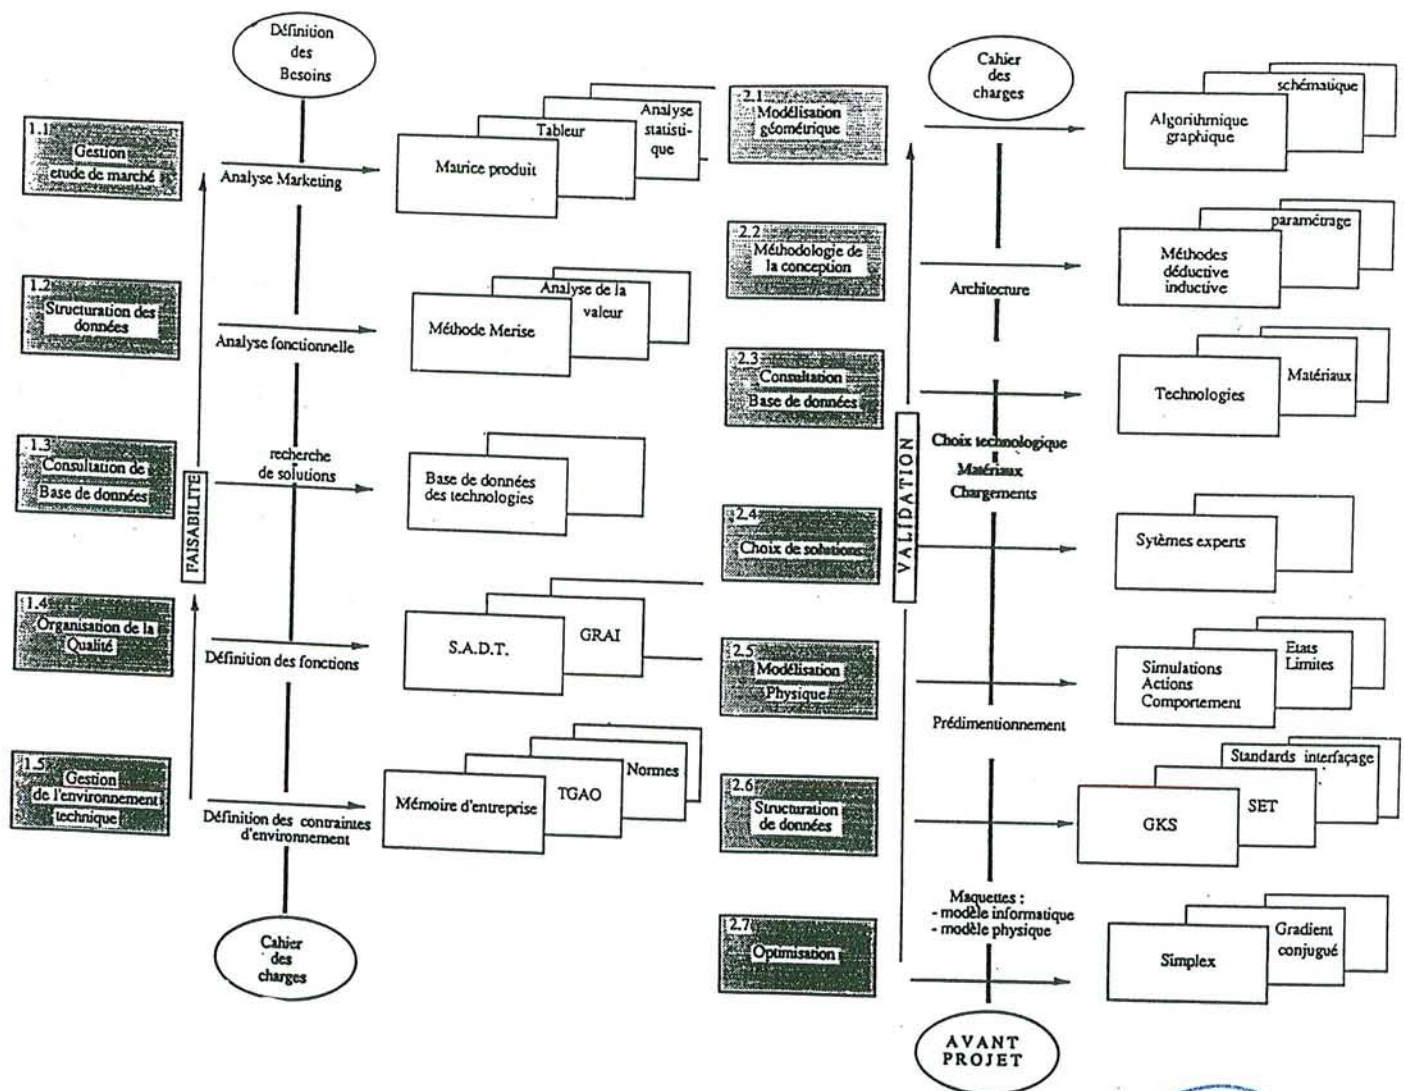 Définition
des
Besoins
1.1
Gestion
etude de marché
Analyse Marketing
Matrice produit
Tableur
Analyse
statisti-
que
1.2
Structuration des
données
Analyse fonctionnelle
Méthode Merise
Analyse de la
valeur
1.3
Consultation de
Base de données
recherche
de solutions
Base de données
des technologies
FAISABILITE
1.4
Organisation de la
Qualité
Définition des fonctions
S.A.D.T.
GRAI
1.5
Gestion
de l'environnement
technique
Définition des contraintes
d'environnement
Mémoire d'entreprise
TGAO
Normes
Cahier
des
charges
Cahier
des
charges
2.1
Modélisation
géométrique
Algorithmique
graphique
schématique
2.2
Méthodologie de
la conception
Architecture
Méthodes
déductive
inductive
paramétrage
2.3
Consultation
Base de données
Technologies
Matériaux
Choix technologique
Matériaux
Chargements
VALIDATION
2.4
Choix de solutions
Sytèmes experts
2.5
Modélisation
Physique
Prédimentionnement
Simulations
Actions
Comportement
Etats
Limites
2.6
Structuration
de données
GKS
SET
Standards interfaçage
Maquettes :
- modèle informatique
- modèle physique
2.7
Optimisation
Simplex
Gradient
conjugué
AVANT
PROJET